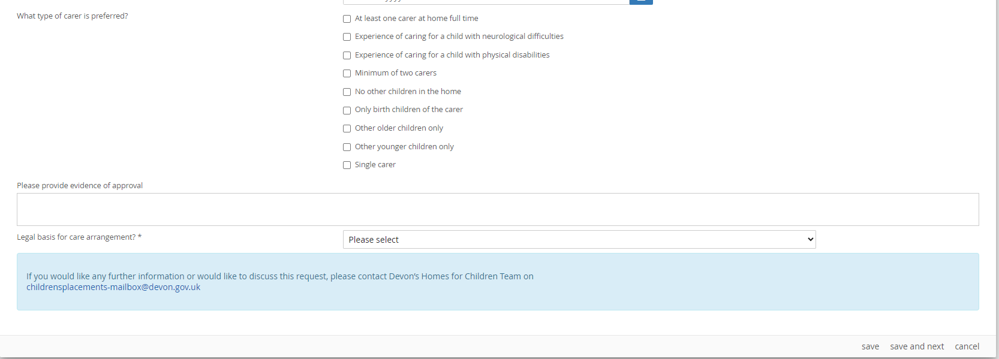 What type of carer is preferred?
At least one carer at home full time
Experience of caring for a child with neurological difficulties
Experience of caring for a child with physical disabilities
Minimum of two carers
No other children in the home
Only birth children of the carer
Other older children only
Other younger children only
Single carer
Please provide evidence of approval
Legal basis for care arrangement? *
Please select
If you would like any further information or would like to discuss this request, please contact Devon’s Homes for Children Team on
childrensplacements-mailbox@devon.gov.uk
save save and next cancel